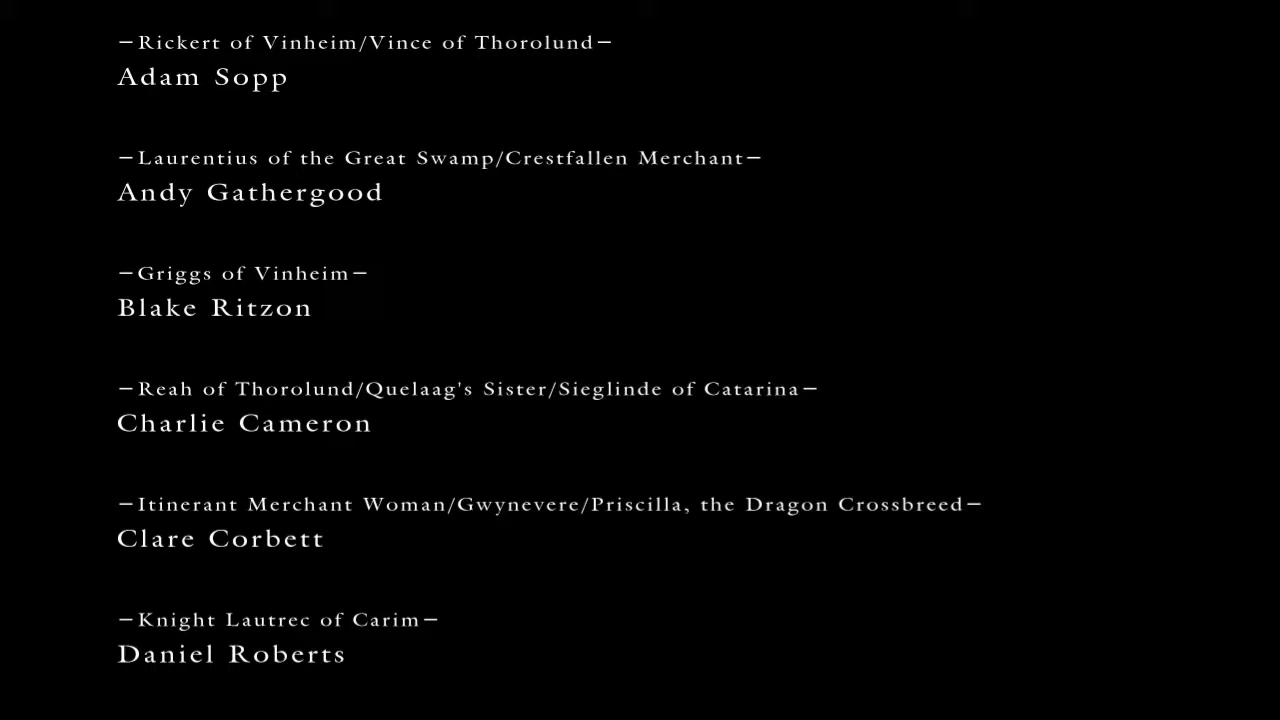 −Rickert of Vinheim/Vince of Thorolund−
Adam Sopp
−Laurentius of the Great Swamp/Crestfallen Merchant−
Andy Gathergood
−Griggs of Vinheim−
Blake Ritzon
−Reah of Thorolund/Quelaag's Sister/Sieglinde of Catarina−
Charlie Cameron
−Itinerant Merchant Woman/Gwynevere/Priscilla, the Dragon Crossbreed−
Clare Corbett
−Knight Lautrec of Carim−
Daniel Roberts